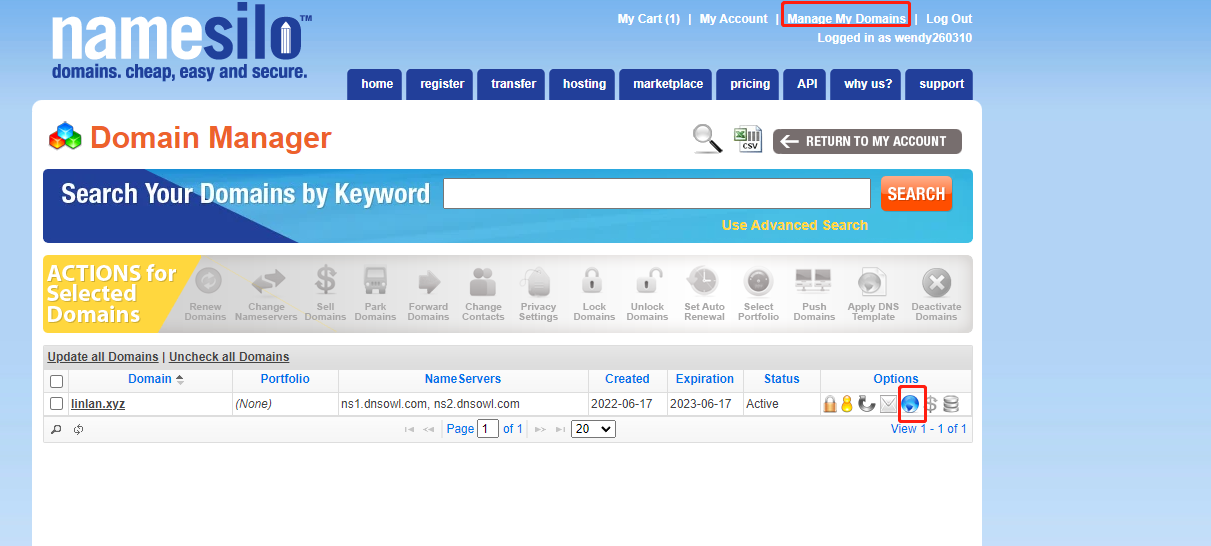 namesilo™
domains. cheap, easy and secure.
My Cart (1) | My Account | Manage My Domains | Log Out
Logged in as wendy260310
home register transfer hosting marketplace pricing API why us? support
Domain Manager
CSV
RETURN TO MY ACCOUNT
Search Your Domains by Keyword
SEARCH
Use Advanced Search
ACTIONS for
Selected
Domains
Renew
Domains
Change
Nameservers
Sell
Domains
Park
Domains
Forward
Domains
Change
Contacts
Privacy
Settings
Lock
Domains
Unlock
Domains
Set Auto
Renewal
Select
Portfolio
Push
Domains
Apply DNS
Template
Deactivate
Domains
Update all Domains | Uncheck all Domains
Domain Portfolio NameServers Created Expiration Status Options
linlan.xyz (None) ns1.dnsowl.com, ns2.dnsowl.com 2022-06-17 2023-06-17 Active
Page 1 of 1 20 View 1 - 1 of 1